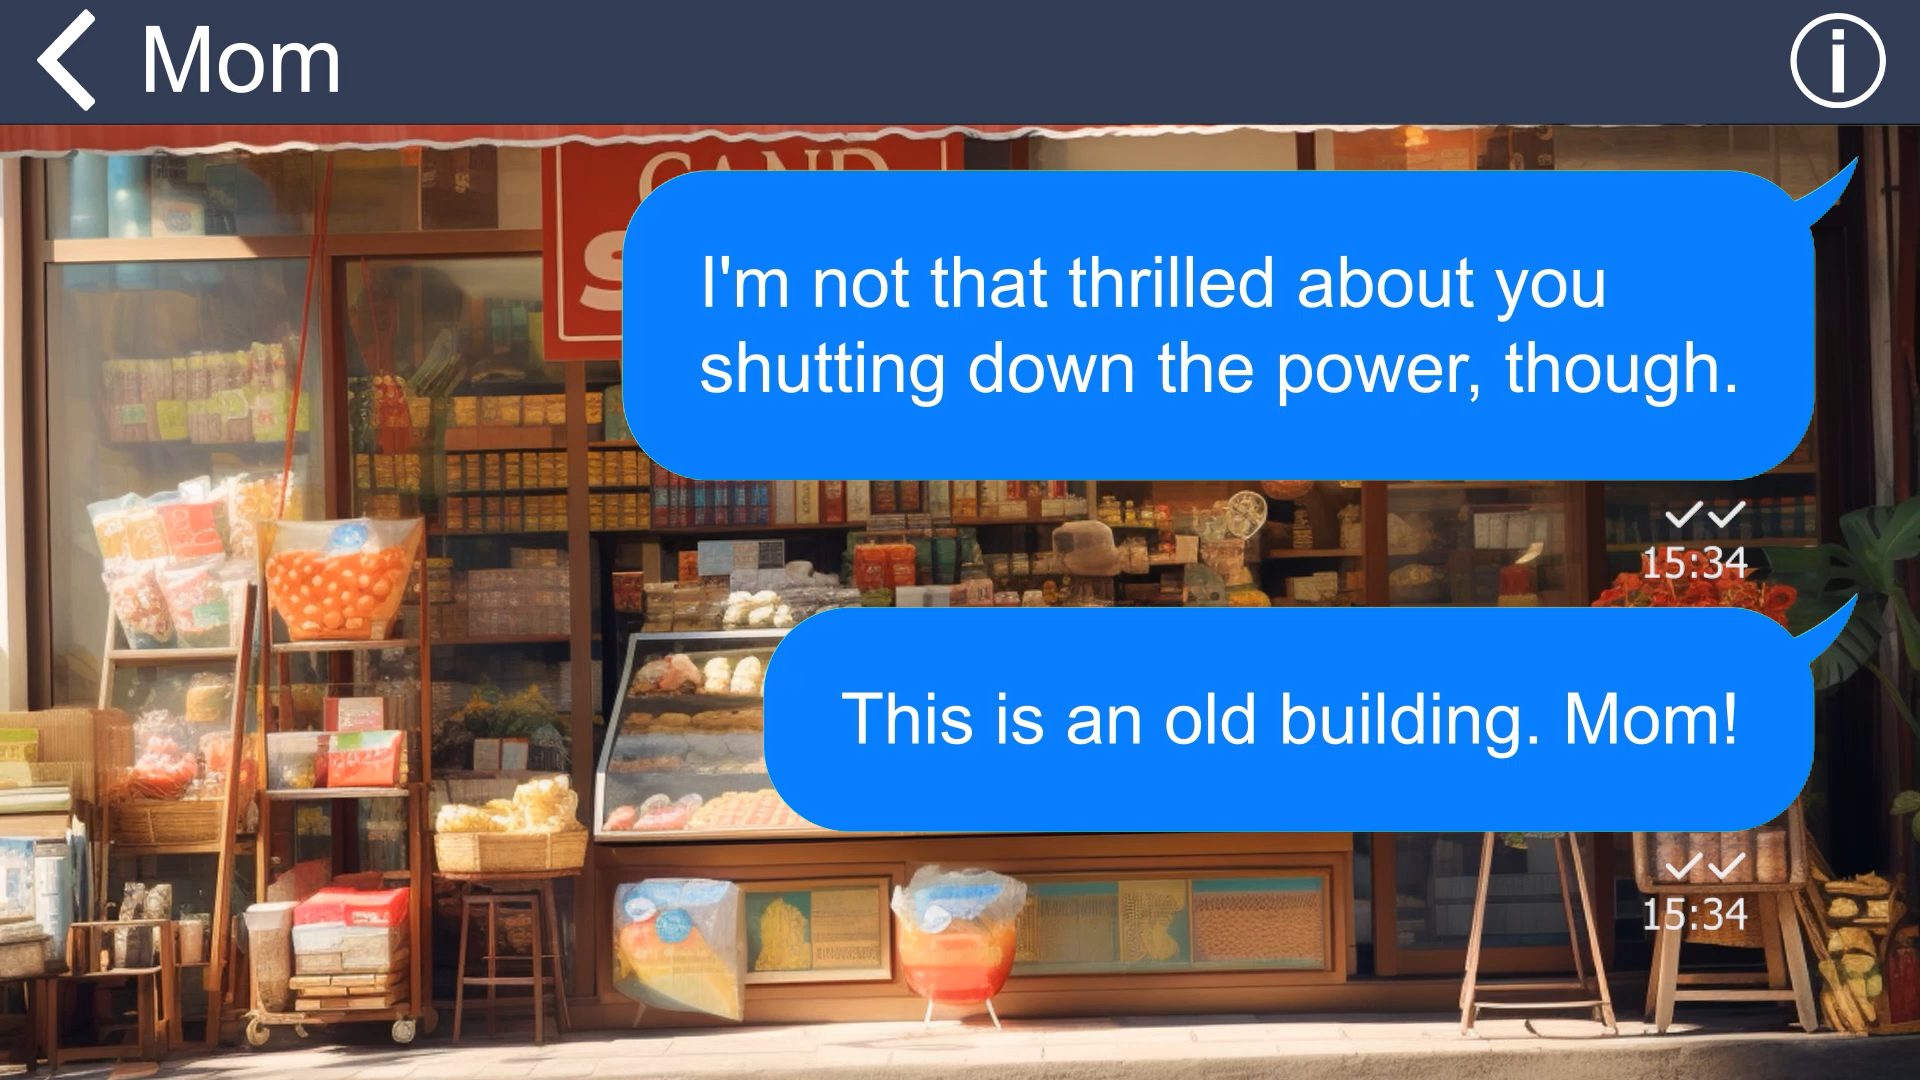 Mom
CAND
I'm not that thrilled about you
shutting down the power, though.
15:34
This is an old building. Mom!
15:34